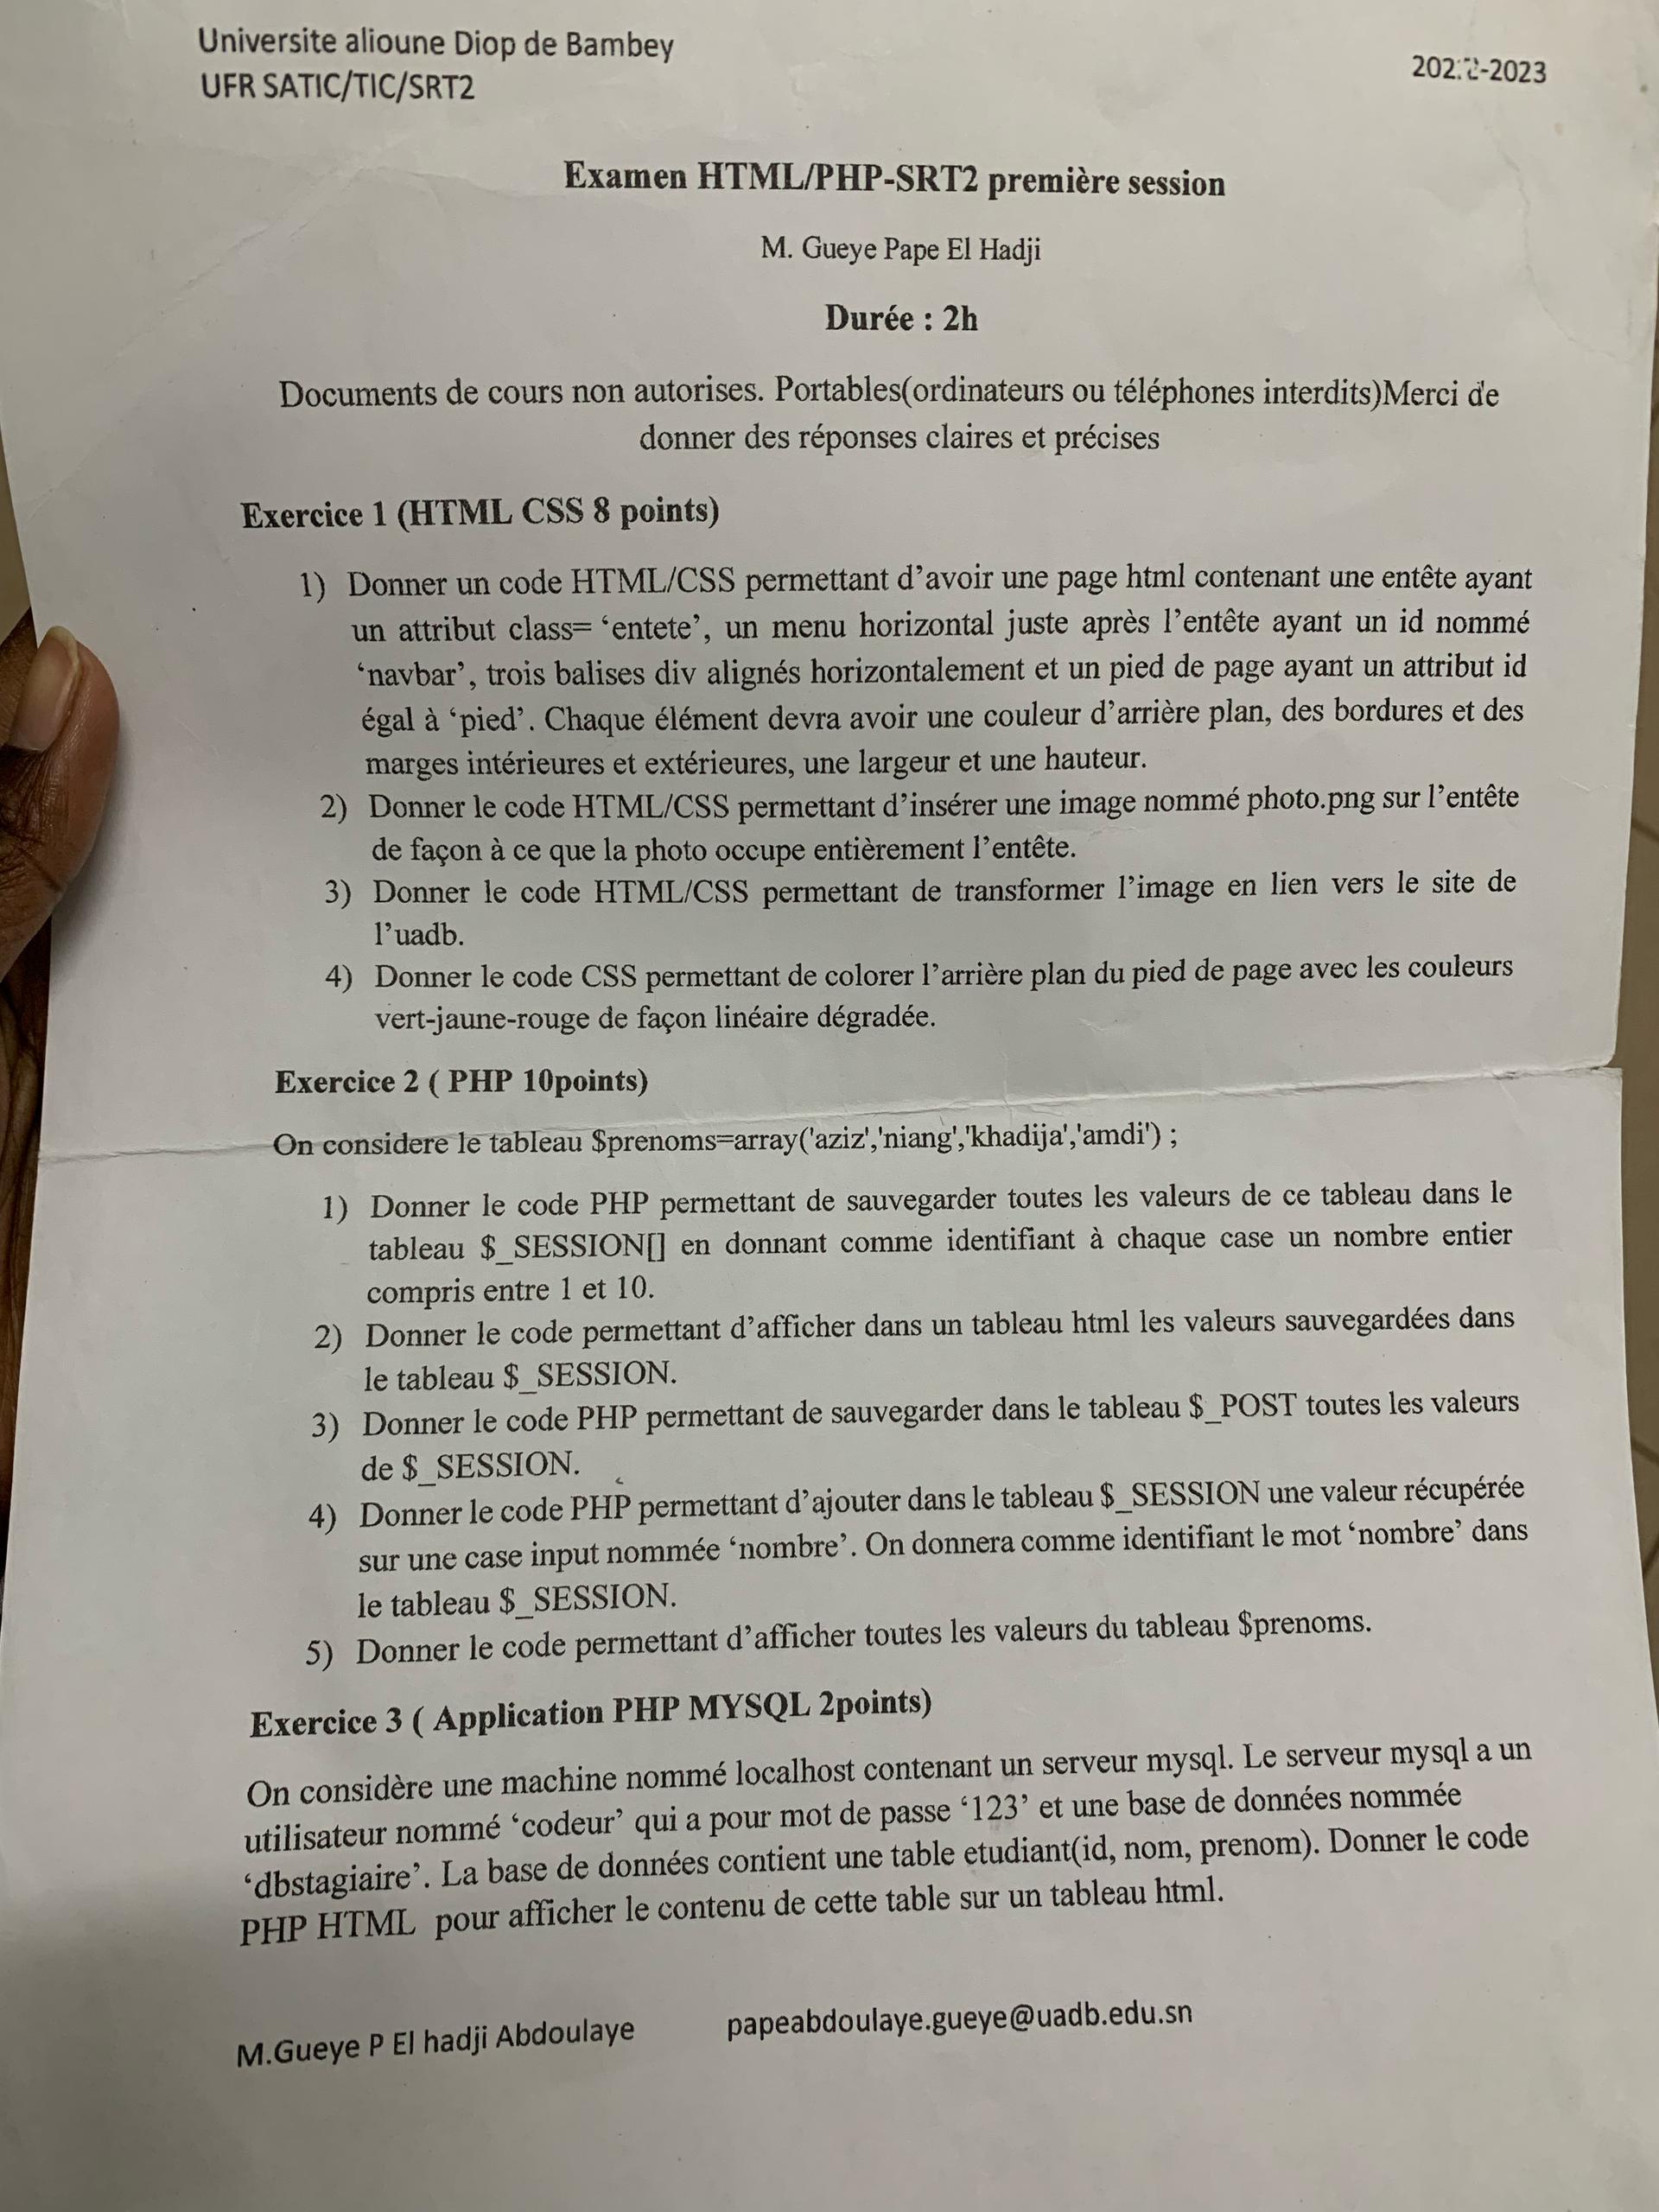 Universite alioune Diop de Bambey
UFR SATIC/TIC/SRT2
2022-2023
Examen HTML/PHP-SRT2 première session
M. Gueye Pape El Hadji
Durée : 2h
Documents de cours non autorises. Portables(ordinateurs ou téléphones interdits)Merci de
donner des réponses claires et précises
Exercice 1 (HTML CSS 8 points)
1) Donner un code HTML/CSS permettant d’avoir une page html contenant une entête ayant
un attribut class= ‘entete’, un menu horizontal juste après l’entête ayant un id nommé
‘navbar’, trois balises div alignés horizontalement et un pied de page ayant un attribut id
égal à ‘pied’. Chaque élément devra avoir une couleur d’arrière plan, des bordures et des
marges intérieures et extérieures, une largeur et une hauteur.
2) Donner le code HTML/CSS permettant d’insérer une image nommé photo.png sur l’entête
de façon à ce que la photo occupe entièrement l’entête.
3) Donner le code HTML/CSS permettant de transformer l’image en lien vers le site de
l’uadb.
4) Donner le code CSS permettant de colorer l’arrière plan du pied de page avec les couleurs
vert-jaune-rouge de façon linéaire dégradée.
Exercice 2 ( PHP 10points)
On considere le tableau $prenoms=array('aziz','niang','khadija','amdi') ;
1) Donner le code PHP permettant de sauvegarder toutes les valeurs de ce tableau dans le
tableau $_SESSION[] en donnant comme identifiant à chaque case un nombre entier
compris entre 1 et 10.
2) Donner le code permettant d’afficher dans un tableau html les valeurs sauvegardées dans
le tableau $_SESSION.
3) Donner le code PHP permettant de sauvegarder dans le tableau $_POST toutes les valeurs
de $_SESSION.
4) Donner le code PHP permettant d’ajouter dans le tableau $_SESSION une valeur récupérée
sur une case input nommée ‘nombre’. On donnera comme identifiant le mot ‘nombre’ dans
le tableau $_SESSION.
5) Donner le code permettant d’afficher toutes les valeurs du tableau $prenoms.
Exercice 3 ( Application PHP MYSQL 2points)
On considère une machine nommé localhost contenant un serveur mysql. Le serveur mysql a un
utilisateur nommé ‘codeur’ qui a pour mot de passe ‘123’ et une base de données nommée
‘dbstagiaire’. La base de données contient une table etudiant(id, nom, prenom). Donner le code
PHP HTML pour afficher le contenu de cette table sur un tableau html.
M.Gueye P El hadji Abdoulaye papeabdoulaye.gueye@uadb.edu.sn